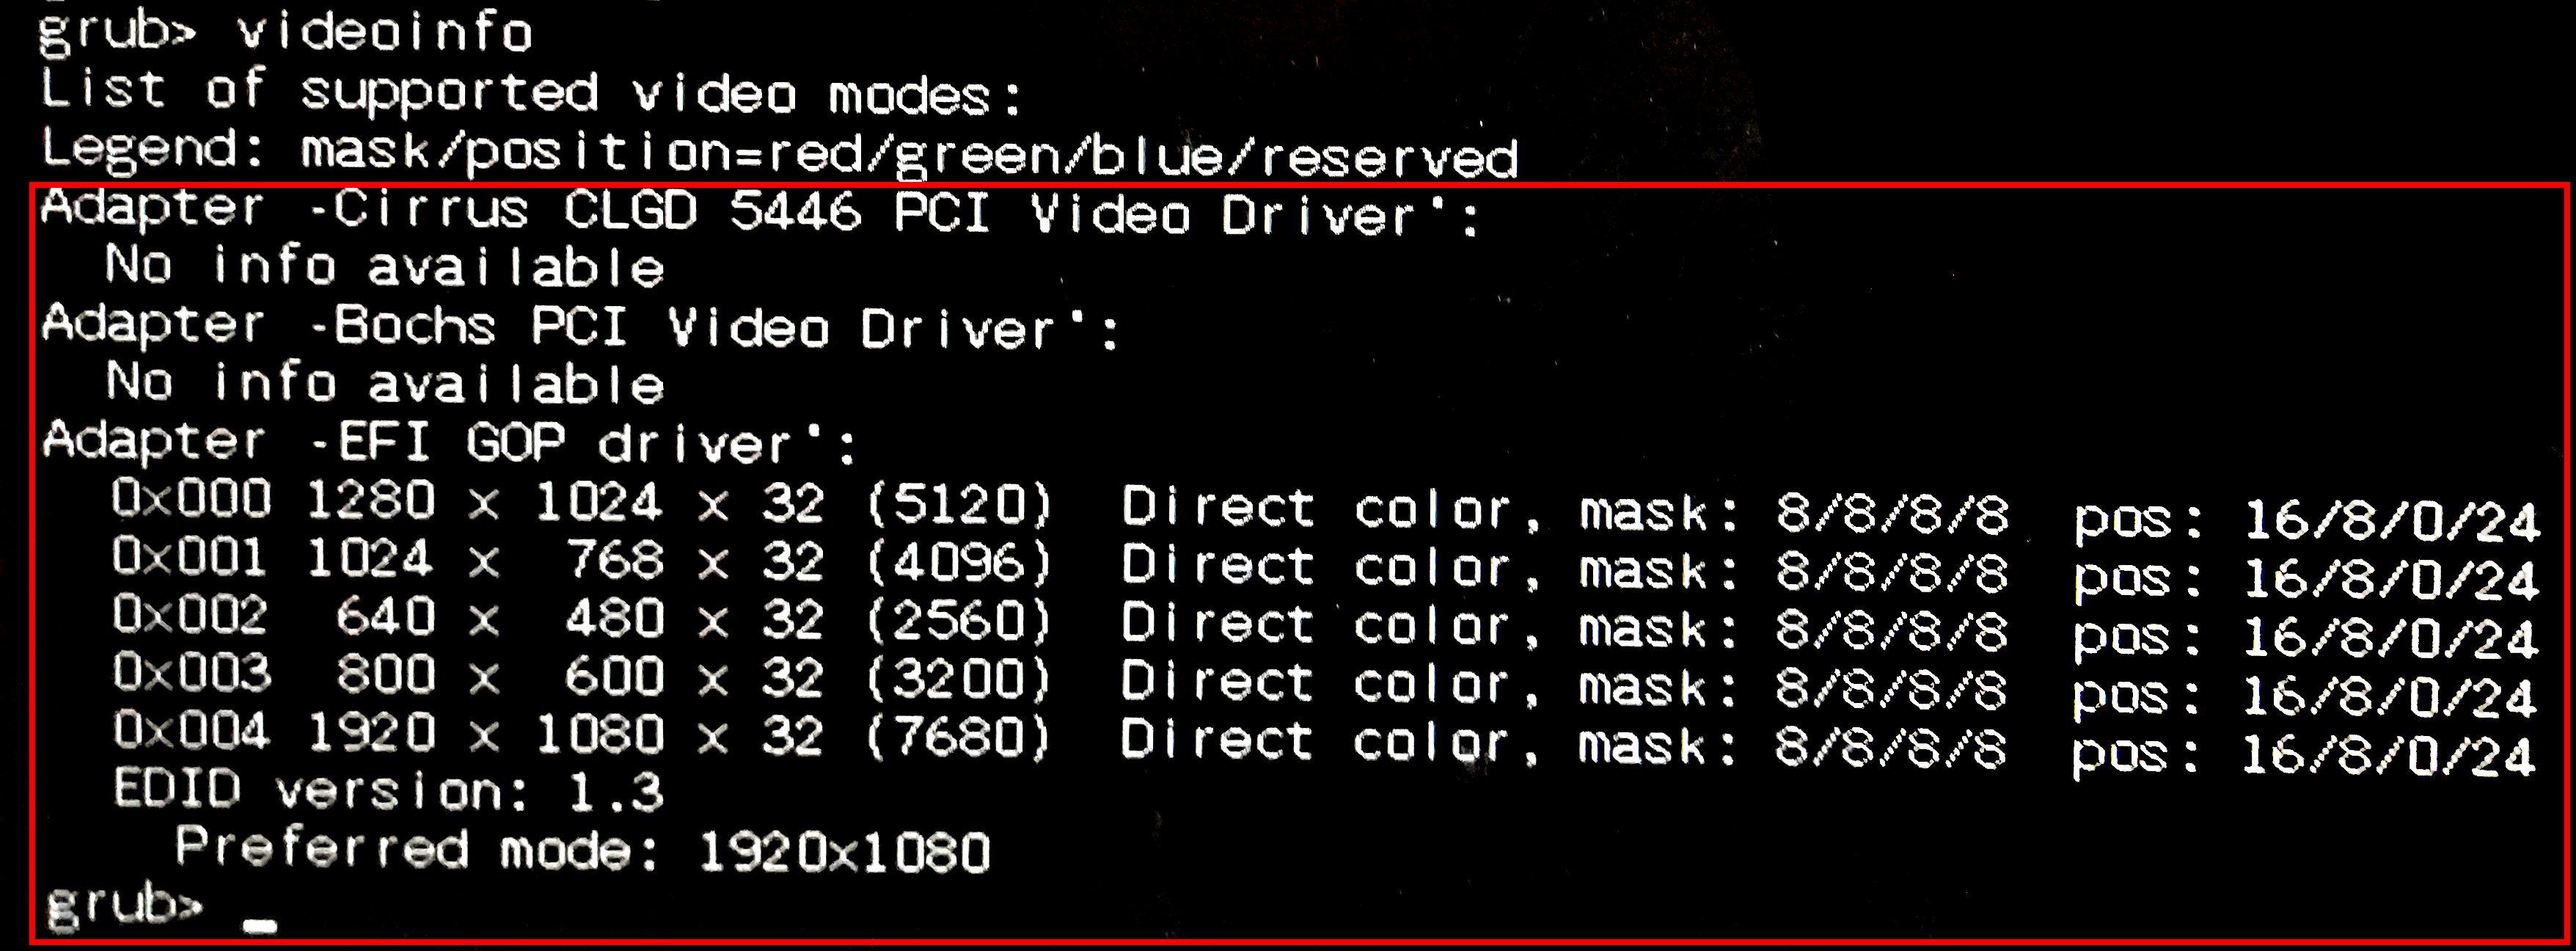 grub> videoinfo
List of supported video modes:
Legend: mask/position=red/green/blue/reserved
Adapter -Cirrus CLGD 5446 PCI Video Driver':
  No info available
Adapter -Bochs PCI Video Driver':
  No info available
Adapter -EFI GOP driver':
  0x000 1280 x 1024 x 32 (5120)  Direct color, mask: 8/8/8/8  pos: 16/8/0/24
  0x001 1024 x  768 x 32 (4096)  Direct color, mask: 8/8/8/8  pos: 16/8/0/24
  0x002  640 x  480 x 32 (2560)  Direct color, mask: 8/8/8/8  pos: 16/8/0/24
  0x003  800 x  600 x 32 (3200)  Direct color, mask: 8/8/8/8  pos: 16/8/0/24
  0x004 1920 x 1080 x 32 (7680)  Direct color, mask: 8/8/8/8  pos: 16/8/0/24
  EDID version: 1.3
    Preferred mode: 1920x1080
grub> _